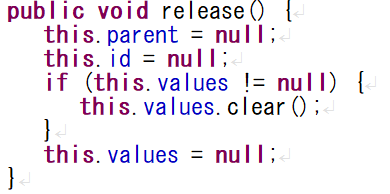 public void release() {
this.parent = null;
this.id = null;
if (this.values != null) {
this.values.clear();
}
this.values = null;
}